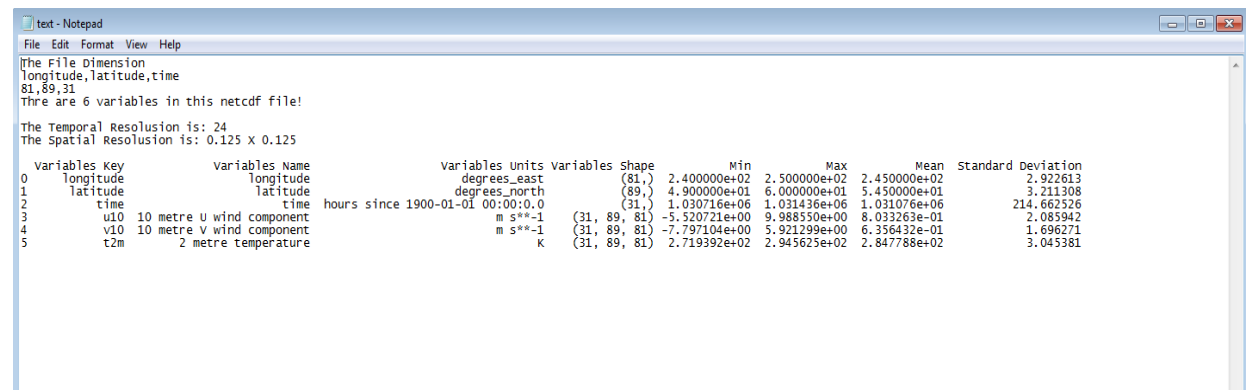 text - Notepad
File Edit Format View Help
The File Dimension
longitude,latitude,time
81,89,31
Thre are 6 variables in this netcdf file!
The Temporal Resolusion is: 24
The Spatial Resolusion is: 0.125 X 0.125
Variables Key Variables Name Variables Units Variables Shape Min Max Mean Standard Deviation
0 longitude longitude degrees_east (81,) 2.400000e+02 2.500000e+02 2.450000e+02 2.922613
1 latitude latitude degrees_north (89,) 4.900000e+01 6.000000e+01 5.450000e+01 3.211308
2 time time hours since 1900-01-01 00:00:0.0 (31,) 1.030716e+06 1.031436e+06 1.031076e+06 214.662526
3 u10 10 metre U wind component m s**-1 (31, 89, 81) -5.520721e+00 9.988550e+00 8.033263e-01 2.085942
4 v10 10 metre V wind component m s**-1 (31, 89, 81) -7.797104e+00 5.921299e+00 6.356432e-01 1.696271
5 t2m 2 metre temperature K (31, 89, 81) 2.719392e+02 2.945625e+02 2.847788e+02 3.045381